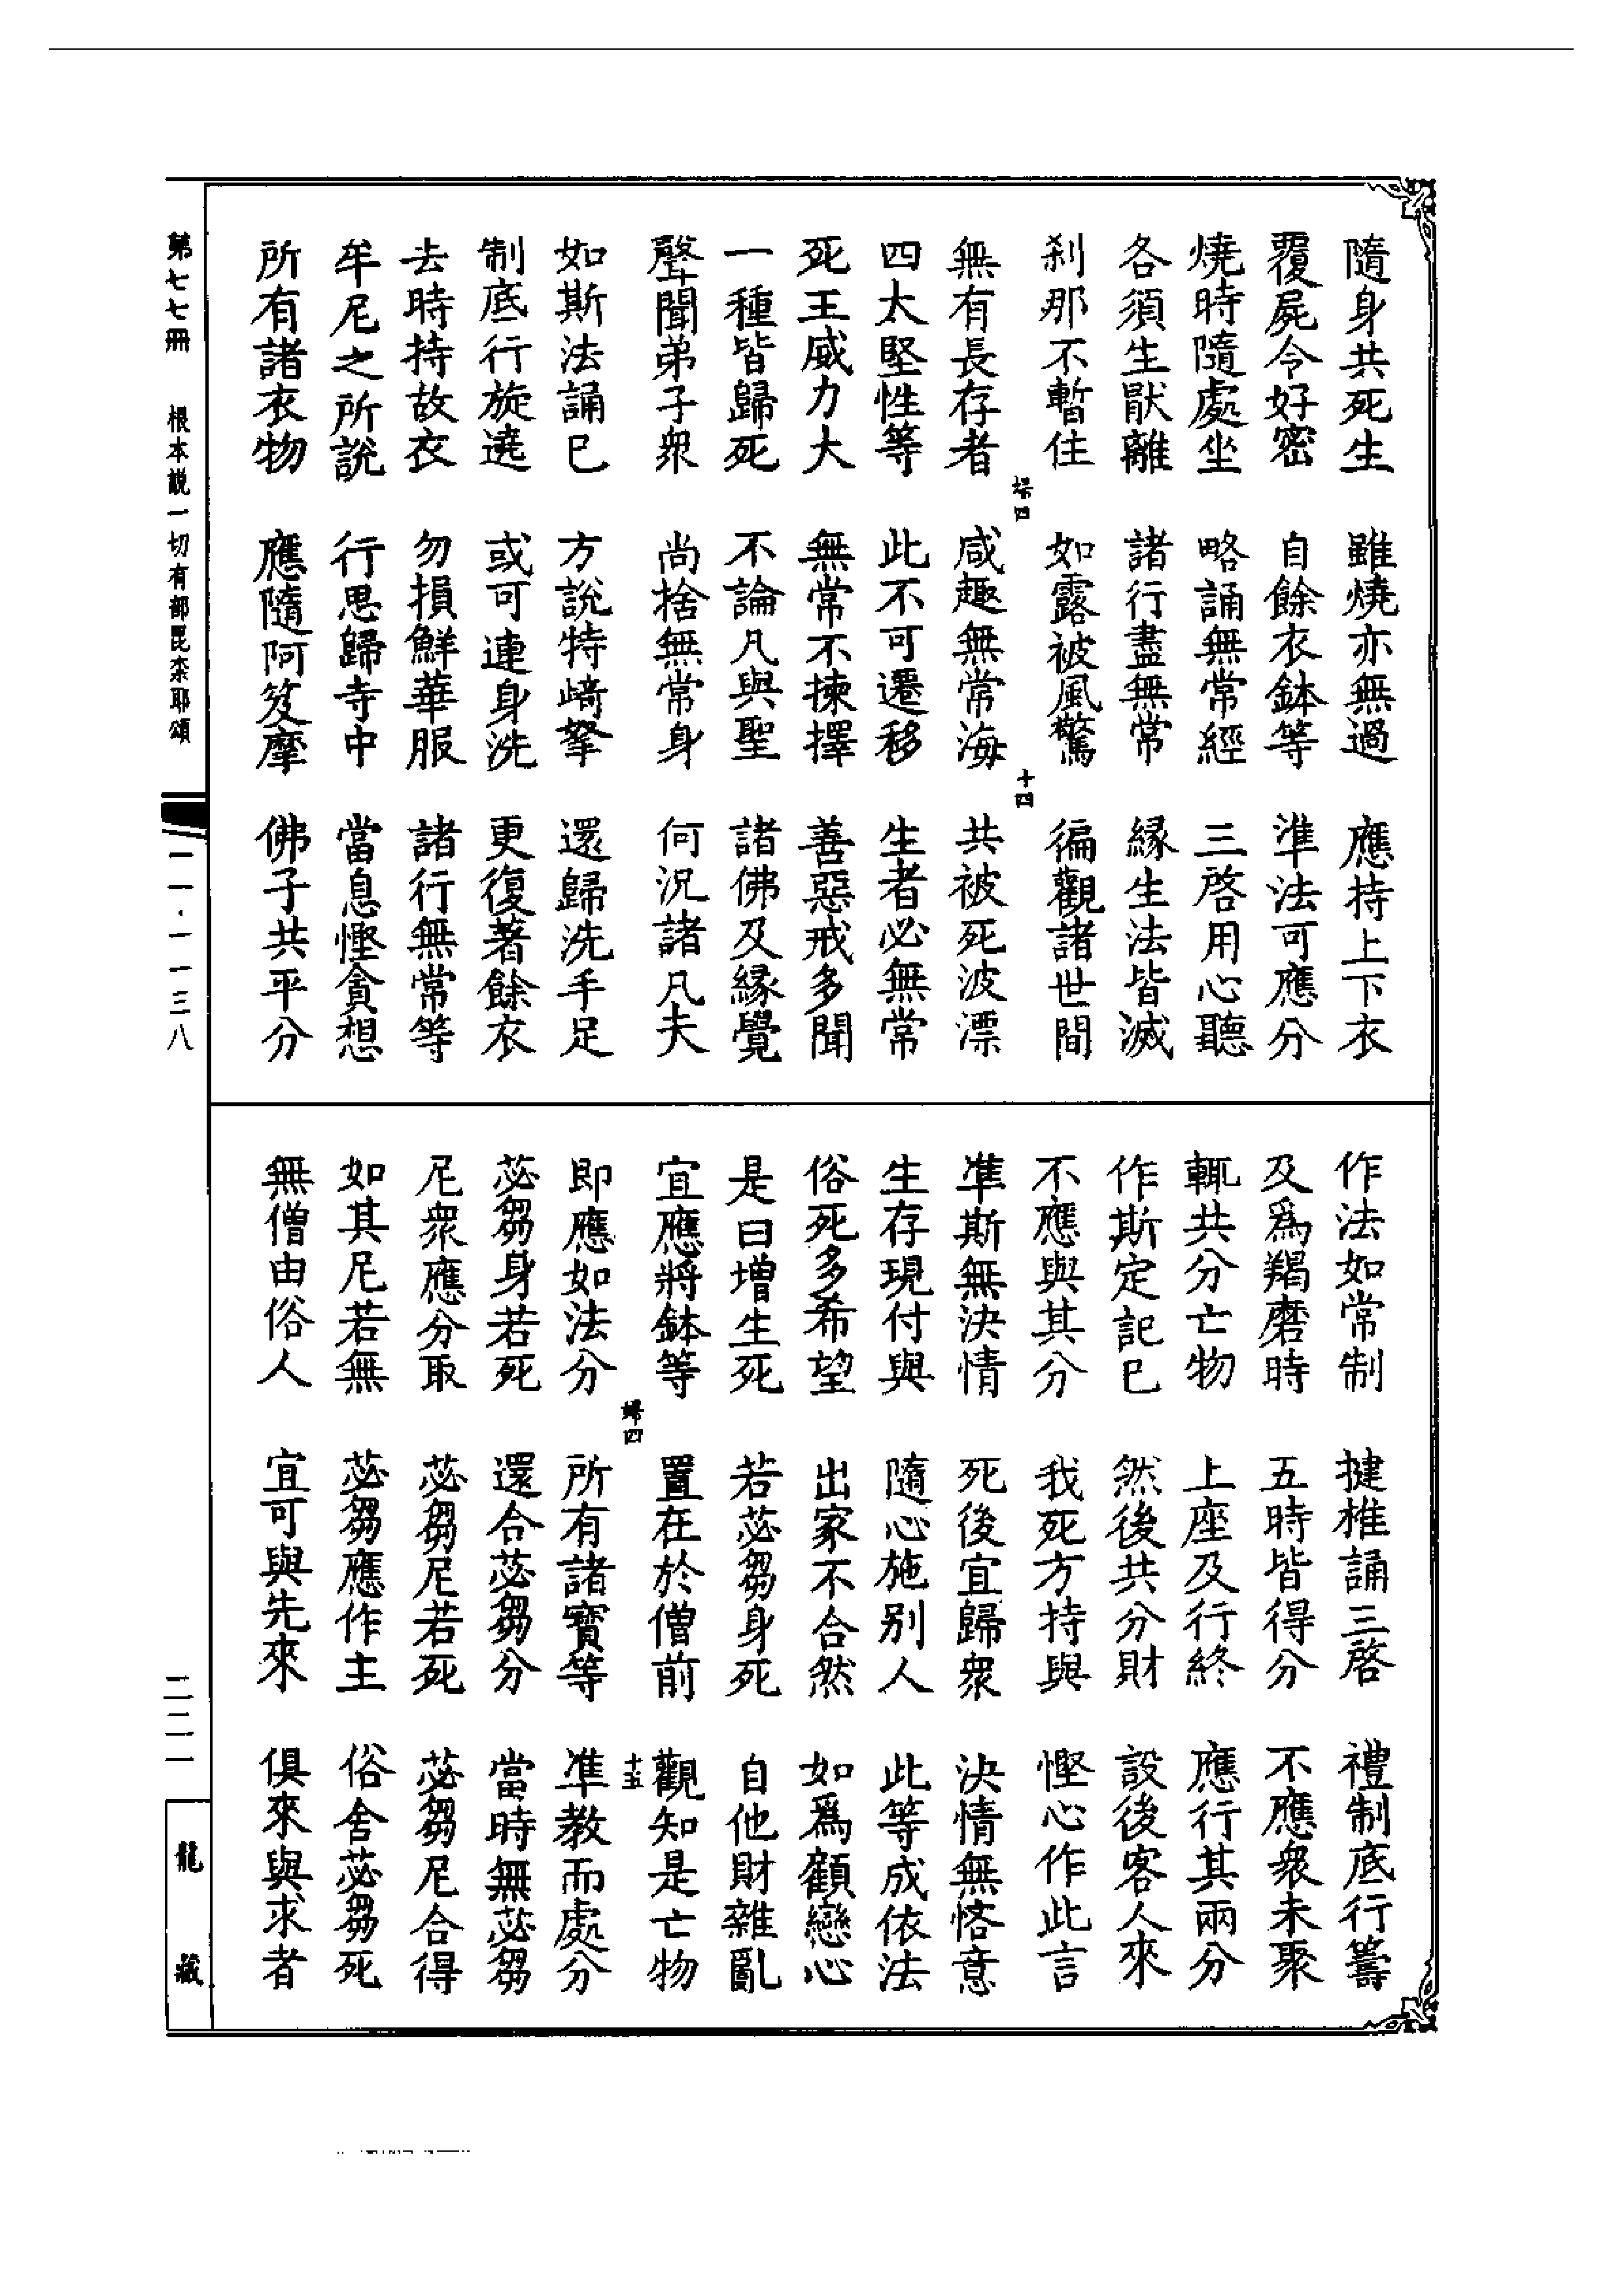 隨身共死生　雖燒亦無過　應持上下衣
覆屍令好密　自餘衣鉢等　準法可應分
燒時隨處坐　略誦無常經　三啓用心聽
各須生厭離　諸行盡無常　緣生法皆滅
刹那不暫住　如露被風驚　徧觀諸世間
歸四　十四
無有長存者　咸趣無常海　共被死波漂
四大堅性等　此不可遷移　生者必無常
死王威力大　無常不揀擇　善惡戒多聞
一種皆歸死　不論凡與聖　諸佛及緣覺
聲聞弟子衆　尚捨無常身　何況諸凡夫
如斯法誦已　方說特崎拏　還歸洗手足
制底行旋遶　或可連身洗　更復著餘衣
去時持故衣　勿損鮮華服　諸行無常等
牟尼之所說　行思歸寺中　當息慳貪想
所有諸衣物　應隨阿笈摩　佛子共平分
作法如常制　揵椎誦三啓　禮制底行籌
及爲羯磨時　五時皆得分　不應衆未聚
輒共分亡物　上座及行終　應行其兩分
作斯定記已　然後共分財　設後客人來
不應與其分　我死方持與　慳心作此言
準斯無決情　死後宜歸衆　決情無悋意
生存現付與　隨心施別人　此等成依法
俗死多希望　出家不合然　如爲顧戀心
是曰增生死　若苾芻身死　自他財雜亂
宜應將鉢等　置在於僧前　觀知是亡物
歸四　十五
即應如法分　所有諸寶等　準教而處分
苾芻身若死　還合苾芻分　當時無苾芻
尼衆應分取　苾芻尼若死　苾芻尼合得
如其尼若無　苾芻應作主　俗舍苾芻死
無僧由俗人　宜可與先來　俱來與求者
第七七冊　根本說一切有部毘柰耶頌　一一·一一三八　二二一　龍藏